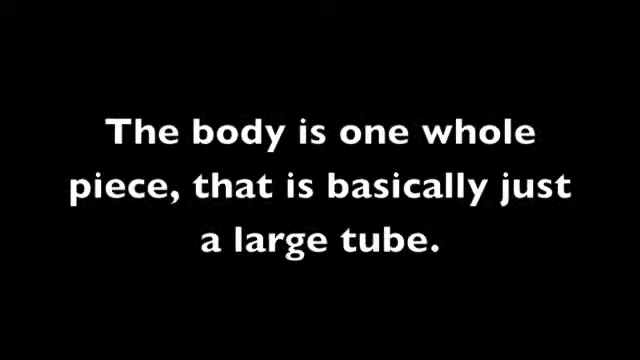 The body is one whole
piece, that is basically just
a large tube.